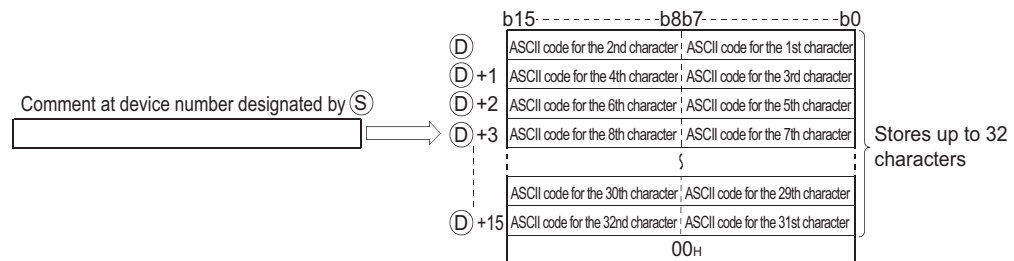 b15 b8b7 b0
D ASCII code for the 2nd character ASCII code for the 1st character
D +1 ASCII code for the 4th character ASCII code for the 3rd character
Comment at device number designated by S
D +2 ASCII code for the 6th character ASCII code for the 5th character
D +3 ASCII code for the 8th character ASCII code for the 7th character
Stores up to 32
characters
ASCII code for the 30th character ASCII code for the 29th character
D +15 ASCII code for the 32nd character ASCII code for the 31st character
00H